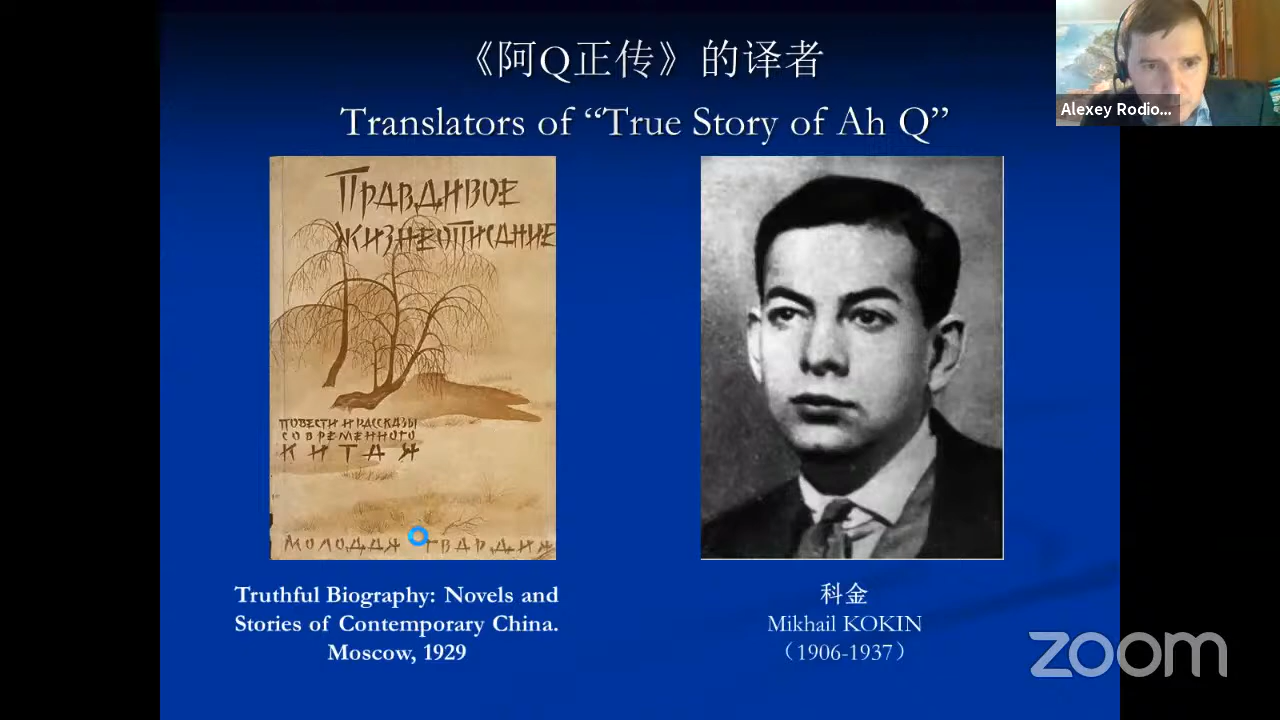 《阿Q正传》的译者
Translators of “True Story of Ah Q”
Alexey Rodio...
Правдивое
жизнеописание
повести и рассказы
современного
Китая
Молодая гвардия
Truthful Biography: Novels and
Stories of Contemporary China.
Moscow, 1929
科金
Mikhail KOKIN
（1906-1937）
zoom